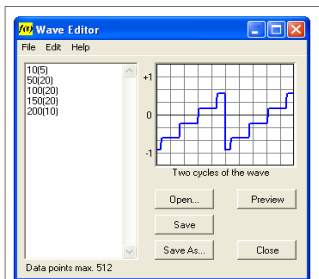 f(t) Wave Editor
File Edit Help
10(5)
50(20)
100(20)
150(20)
200(10)
+1
0
-1
Two cycles of the wave
Open... Preview
Save
Save As... Close
Data points max. 512